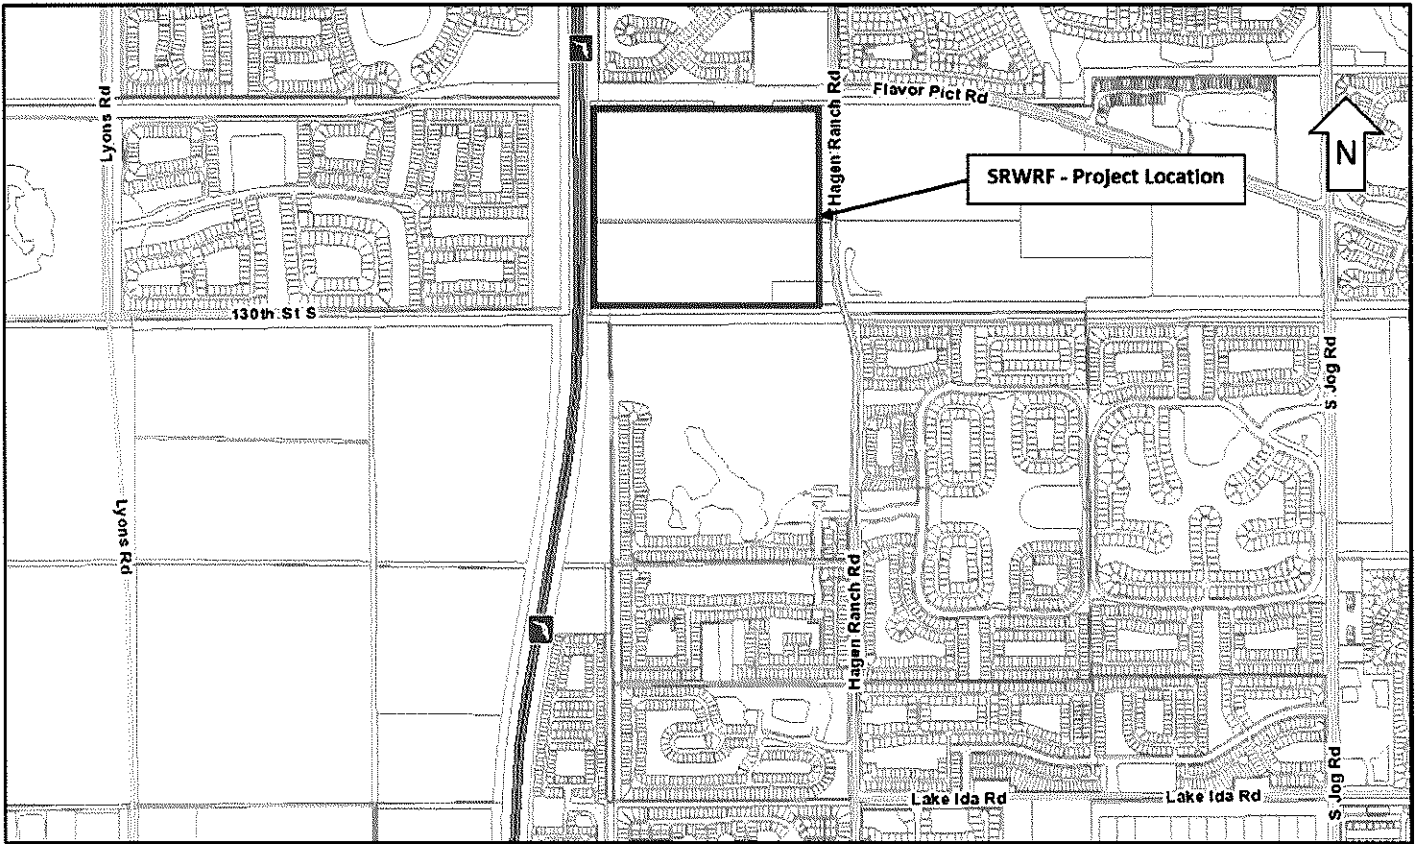 Lyons Rd
Hagen Ranch Rd
Flavor Pict Rd
N
SRWRF - Project Location
130th St S
S Jog Rd
Lyons Rd
Hagen Ranch Rd
Lake Ida Rd
Lake Ida Rd
S Jog Rd